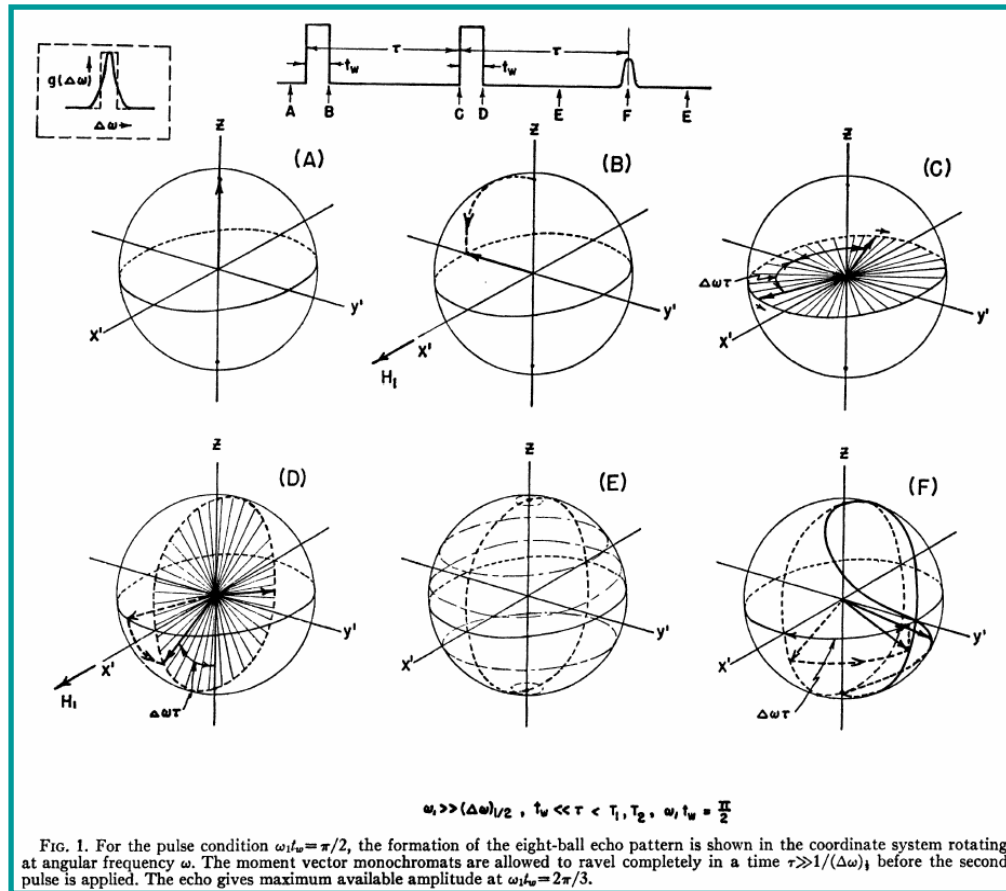 τ τ
g(Δω)
t_w t_w
Δω
A B C D E F E
Z Z Z
(A) (B) (C)
Δωτ
X' Y' X' Y' X' Y'
H₁
Z Z Z
(D) (E) (F)
X' Y' X' Y' X' Y'
H₁
Δωτ Δωτ
ω₁ >> (Δω)1/2 , t_w << τ < T₁, T₂ , ω₁ t_w = π/2
FIG. 1. For the pulse condition ω₁t_w=π/2, the formation of the eight-ball echo pattern is shown in the coordinate system rotating
at angular frequency ω. The moment vector monochromats are allowed to ravel completely in a time τ≫1/(Δω)½ before the second
pulse is applied. The echo gives maximum available amplitude at ω₁t_w=2π/3.